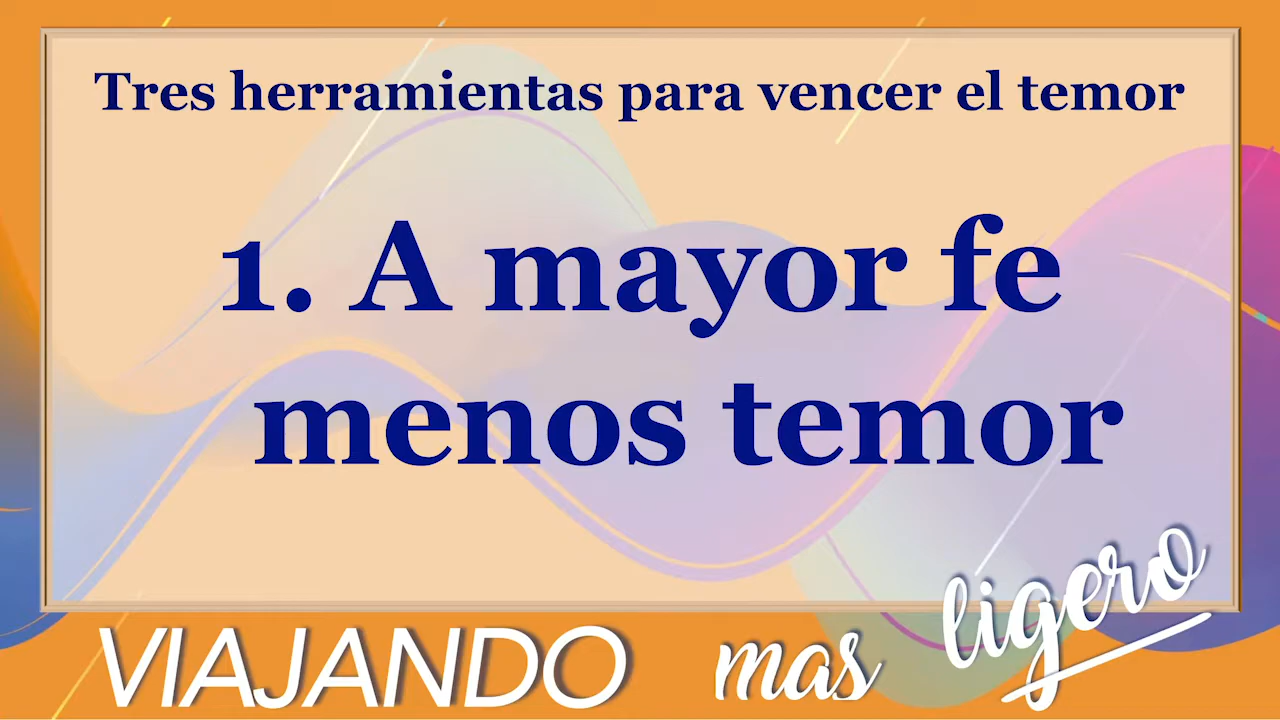 Tres herramientas para vencer el temor
1. A mayor fe
menos temor
VIAJANDO mas ligero